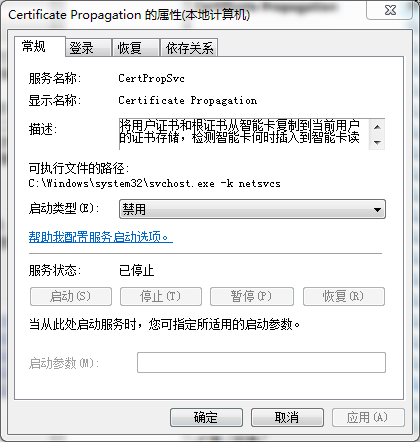 Certificate Propagation 的属性(本地计算机)
常规 登录 恢复 依存关系
服务名称: CertPropSvc
显示名称: Certificate Propagation
描述: 将用户证书和根证书从智能卡复制到当前用户
的证书存储，检测智能卡何时插入到智能卡读
可执行文件的路径:
C:\Windows\system32\svchost.exe -k netsvcs
启动类型(E): 禁用
帮助我配置服务启动选项。
服务状态: 已停止
启动(S) 停止(T) 暂停(P) 恢复(R)
当从此处启动服务时，您可指定所适用的启动参数。
启动参数(M):
确定 取消 应用(A)